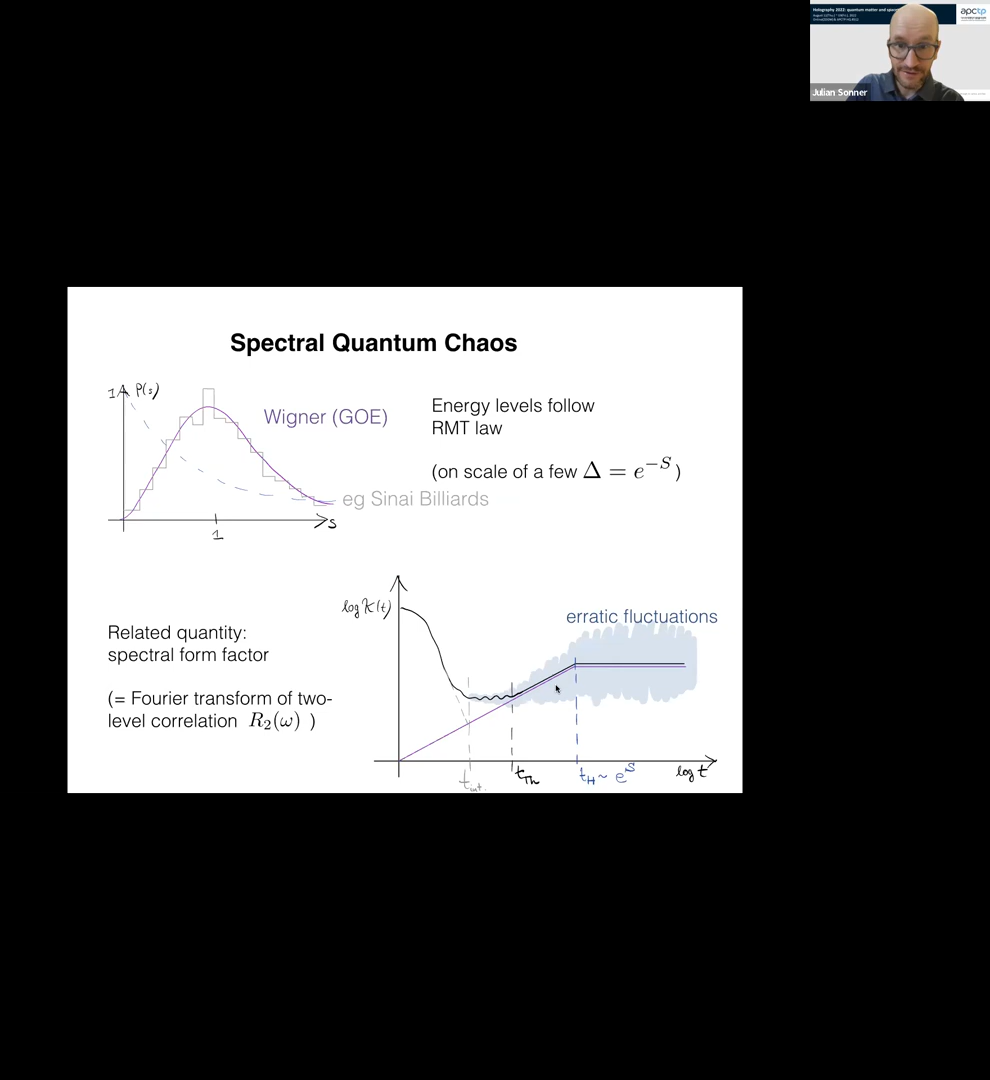 Holography 2022: quantum matter and
apctp
Julian Sonner
Spectral Quantum Chaos
1 P(s)
Wigner (GOE)
Energy levels follow
RMT law
(on scale of a few Δ = e^{-S})
eg Sinai Billiards
s
1
log K(t)
erratic fluctuations
Related quantity:
spectral form factor
(= Fourier transform of two-
level correlation R₂(ω) )
t_int.
t_Th
t_H ~ e^S
log t